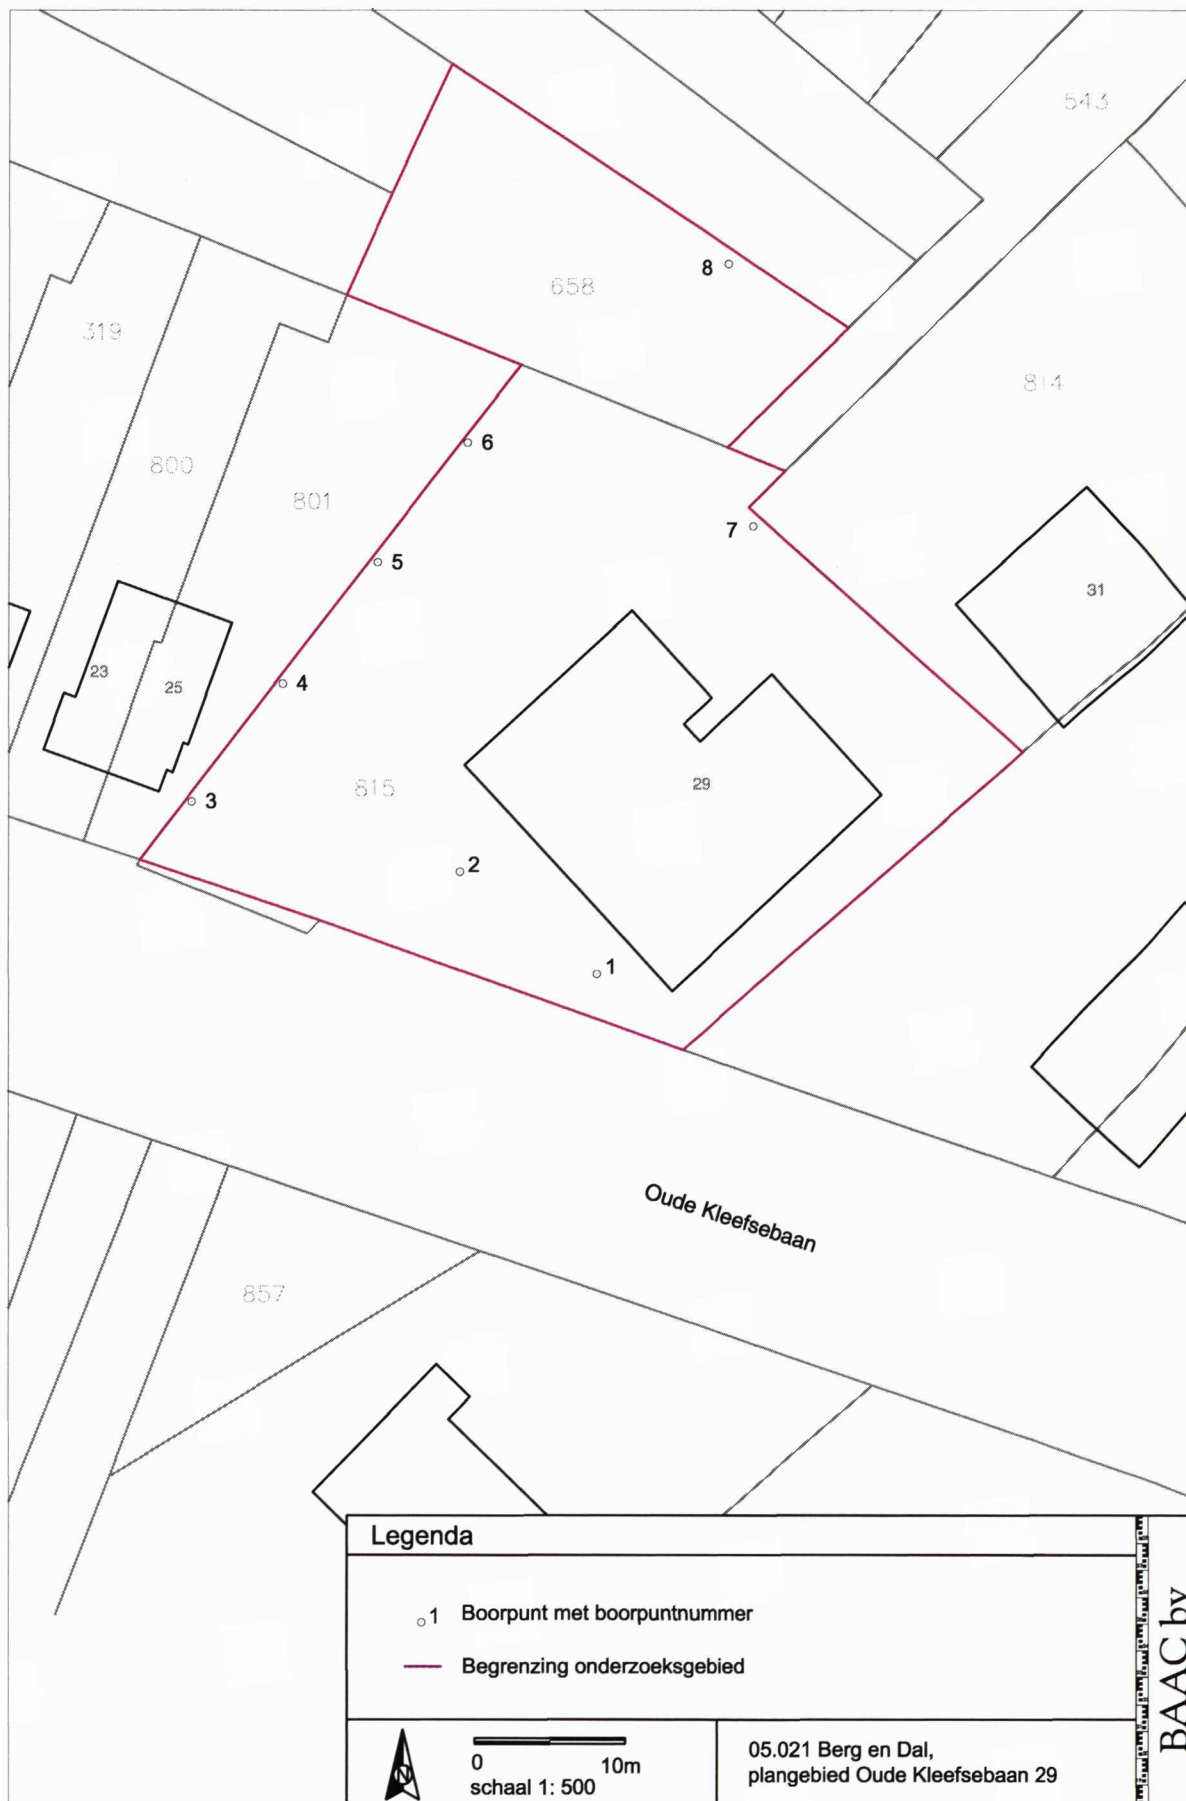 543
8
658
319
814
6
800
801
7
5
31
23
25
4
815
29
3
2
1
Oude Kleefsebaan
857
Legenda
1 Boorpunt met boorpuntnummer
Begrenzing onderzoeksgebied
N
0 10m
schaal 1: 500
05.021 Berg en Dal,
plangebied Oude Kleefsebaan 29
BAAC bv